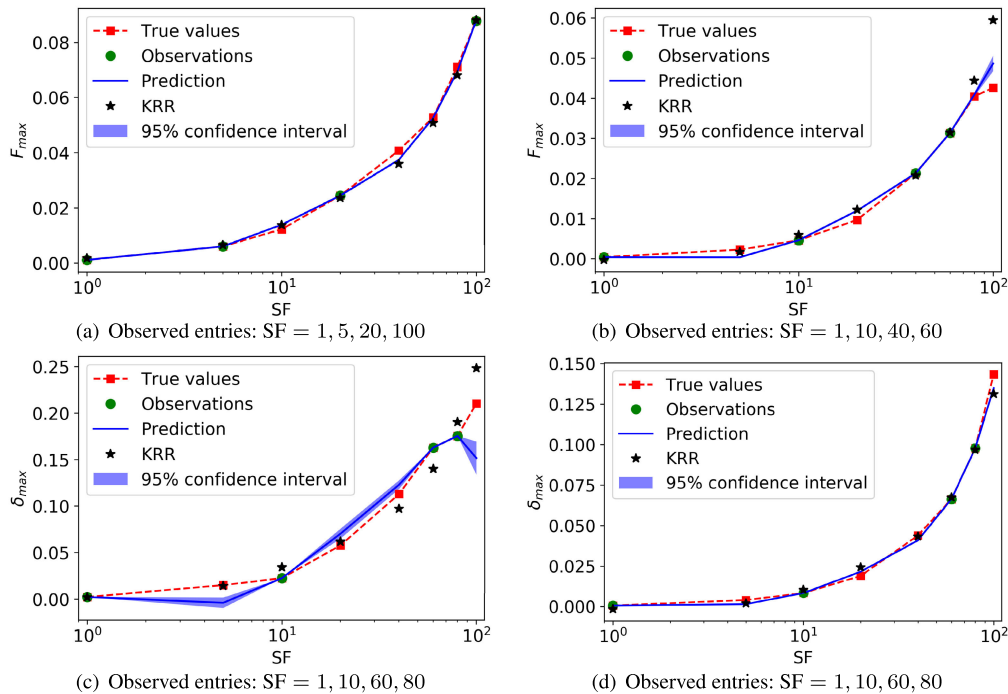 True values
Observations
Prediction
KRR
95% confidence interval
F_max
0.08
0.06
0.04
0.02
0.00
10^0
10^1
10^2
SF
(a) Observed entries: SF = 1, 5, 20, 100
True values
Observations
Prediction
KRR
95% confidence interval
F_max
0.06
0.05
0.04
0.03
0.02
0.01
0.00
10^0
10^1
10^2
SF
(b) Observed entries: SF = 1, 10, 40, 60
True values
Observations
Prediction
KRR
95% confidence interval
δ_max
0.25
0.20
0.15
0.10
0.05
0.00
10^0
10^1
10^2
SF
(c) Observed entries: SF = 1, 10, 60, 80
True values
Observations
Prediction
KRR
95% confidence interval
δ_max
0.150
0.125
0.100
0.075
0.050
0.025
0.000
10^0
10^1
10^2
SF
(d) Observed entries: SF = 1, 10, 60, 80